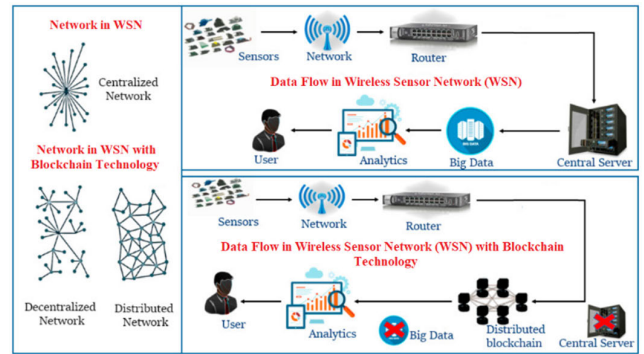 Network in WSN
Centralized
Network
Network in WSN with
Blockchain Technology
Decentralized
Network
Distributed
Network
Sensors
Network
Router
Data Flow in Wireless Sensor Network (WSN)
User
Analytics
Big Data
Central Server
Sensors
Network
Router
Data Flow in Wireless Sensor Network (WSN) with Blockchain
Technology
User
Analytics
Big Data
Distributed
blockchain
Central Server